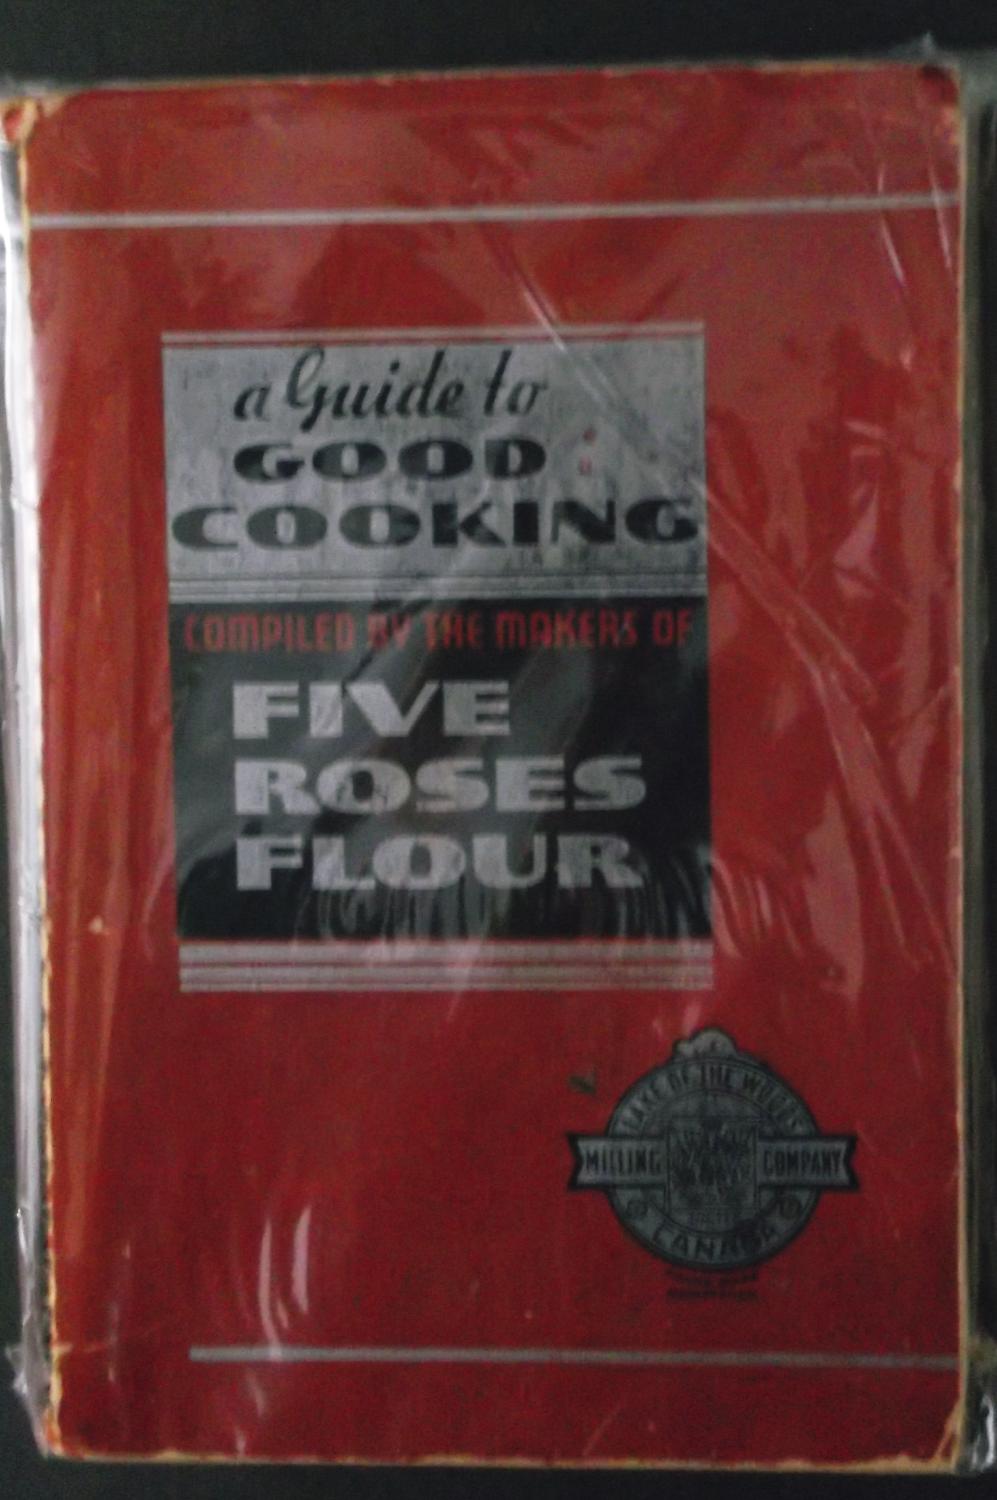 a Guide to
GOOD
COOKING
COMPILED BY THE MAKERS OF
FIVE
ROSES
FLOUR
LAKE OF THE WOODS
MILLING COMPANY
CANADA